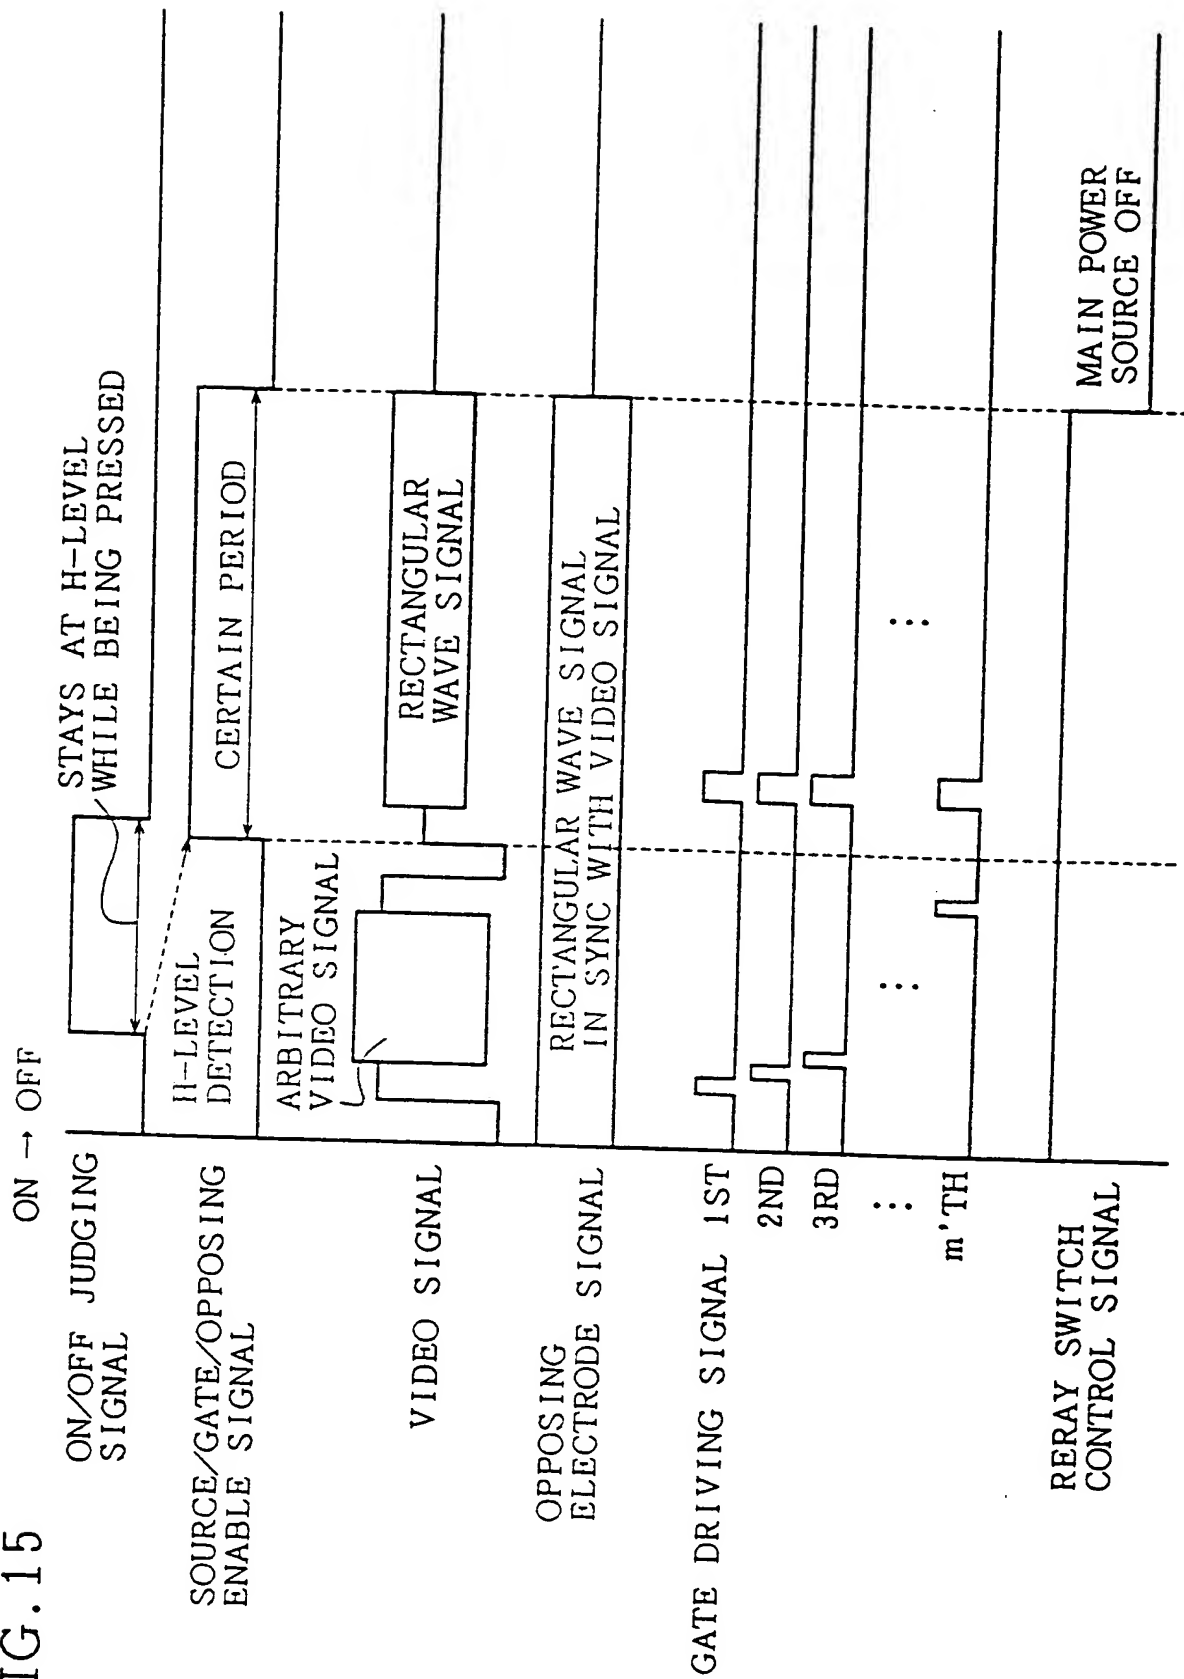 IG.15
ON → OFF
ON/OFF JUDGING
SIGNAL
STAYS AT H-LEVEL
WHILE BEING PRESSED
SOURCE/GATE/OPPOSING
ENABLE SIGNAL
H-LEVEL
DETECTION
CERTAIN PERIOD
VIDEO SIGNAL
ARBITRARY
VIDEO SIGNAL
RECTANGULAR
WAVE SIGNAL
OPPOSING
ELECTRODE SIGNAL
RECTANGULAR WAVE SIGNAL
IN SYNC WITH VIDEO SIGNAL
GATE DRIVING SIGNAL 1ST
2ND
3RD
⋮
...
...
m'TH
RERAY SWITCH
CONTROL SIGNAL
MAIN POWER
SOURCE OFF